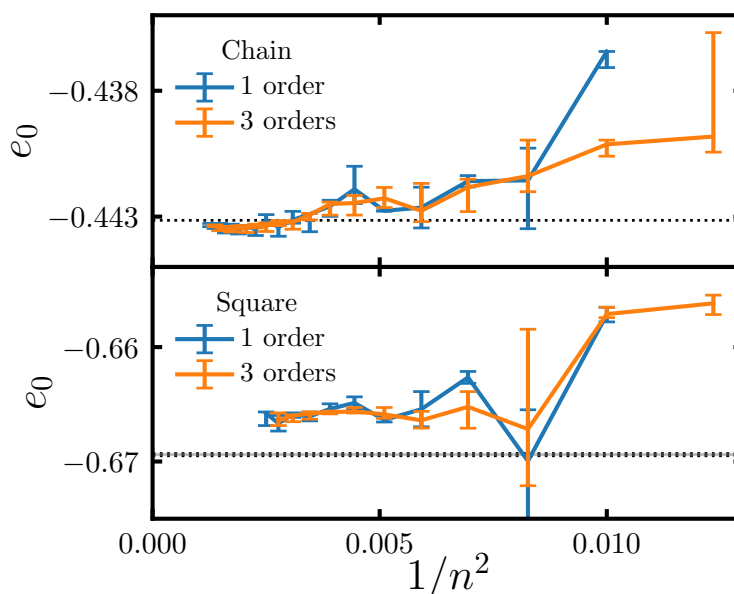 Chain
1 order
3 orders
−0.438
−0.443
e₀
Square
1 order
3 orders
−0.66
−0.67
e₀
0.000 0.005 0.010
1/n²